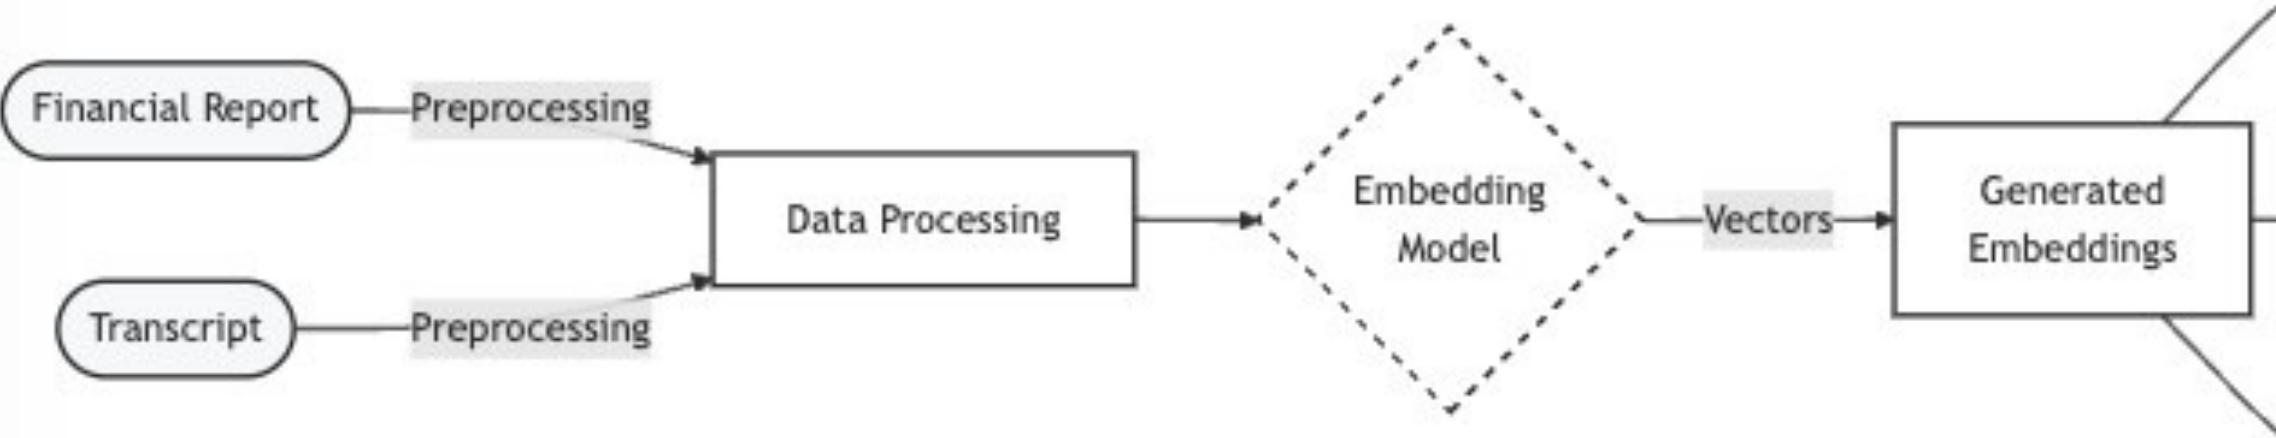 Financial Report
Preprocessing
Transcript
Preprocessing
Data Processing
Embedding
Model
Vectors
Generated
Embeddings